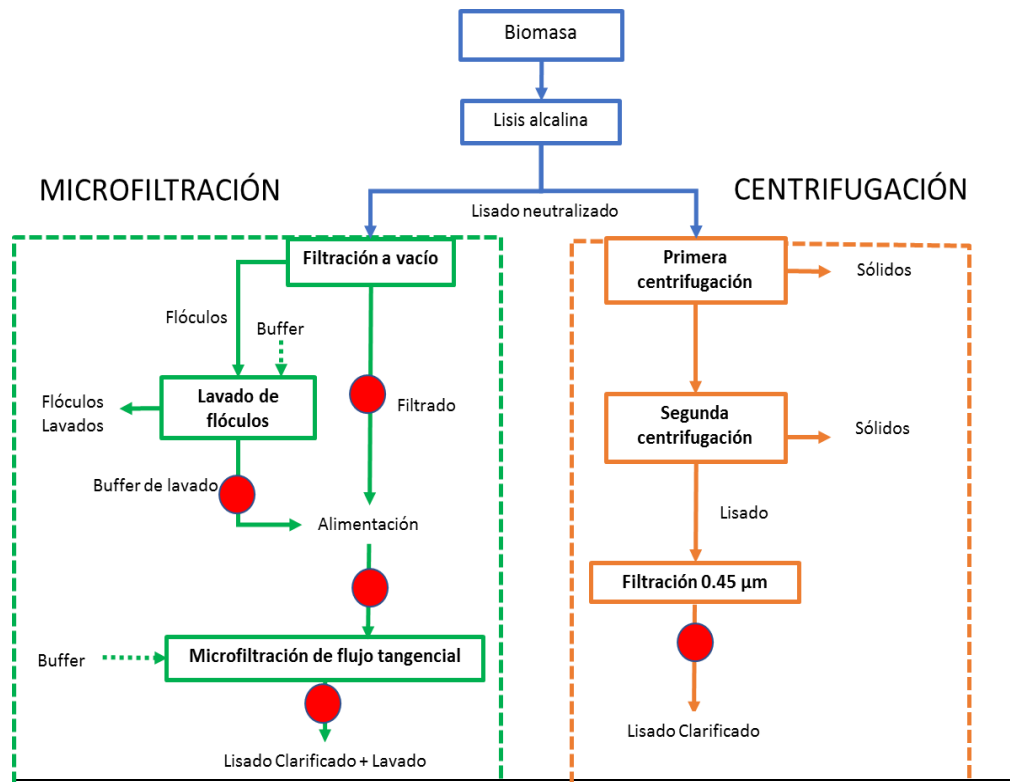 Biomasa
Lisis alcalina
MICROFILTRACIÓN
CENTRIFUGACIÓN
Lisado neutralizado
Filtración a vacío
Primera
centrifugación
Sólidos
Flóculos
Buffer
Lavado de
flóculos
Flóculos
Lavados
Filtrado
Segunda
centrifugación
Sólidos
Buffer de lavado
Alimentación
Lisado
Filtración 0.45 µm
Buffer
Microfiltración de flujo tangencial
Lisado Clarificado
Lisado Clarificado + Lavado